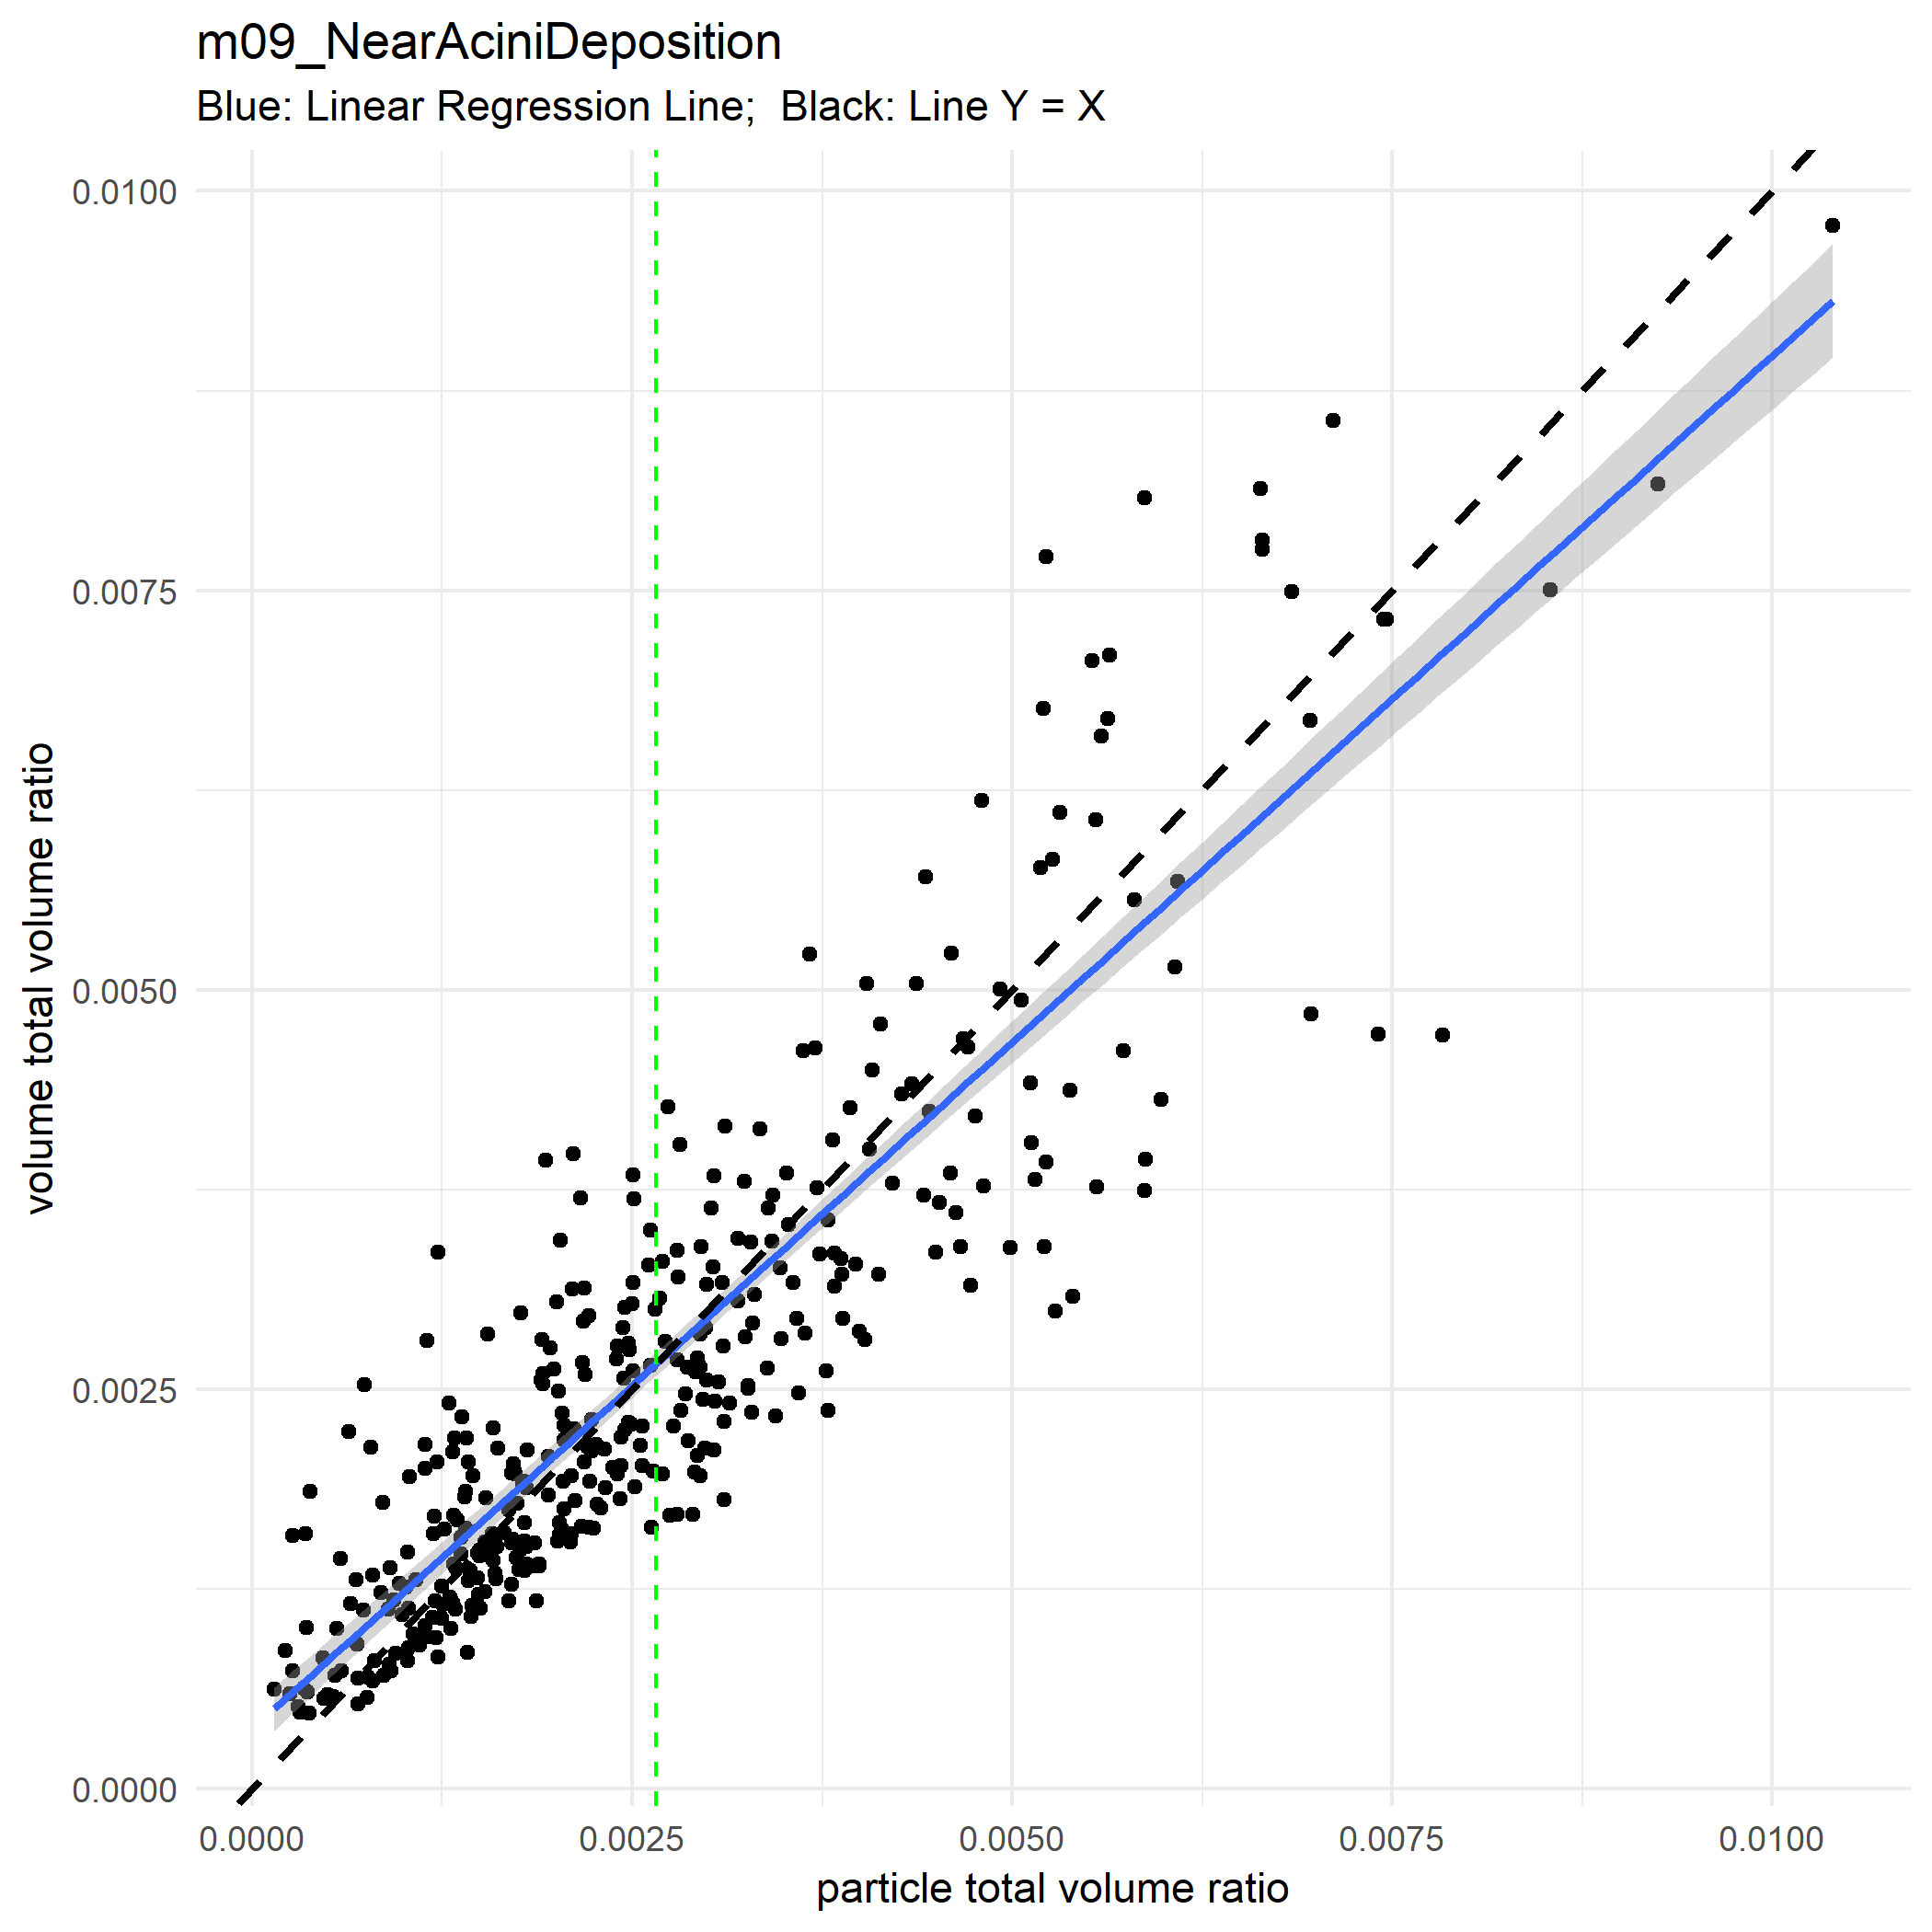 m09_NearAciniDeposition
Blue: Linear Regression Line;  Black: Line Y = X
0.0100
0.0075
0.0050
0.0025
0.0000
volume total volume ratio
0.0000 0.0025 0.0050 0.0075 0.0100
particle total volume ratio